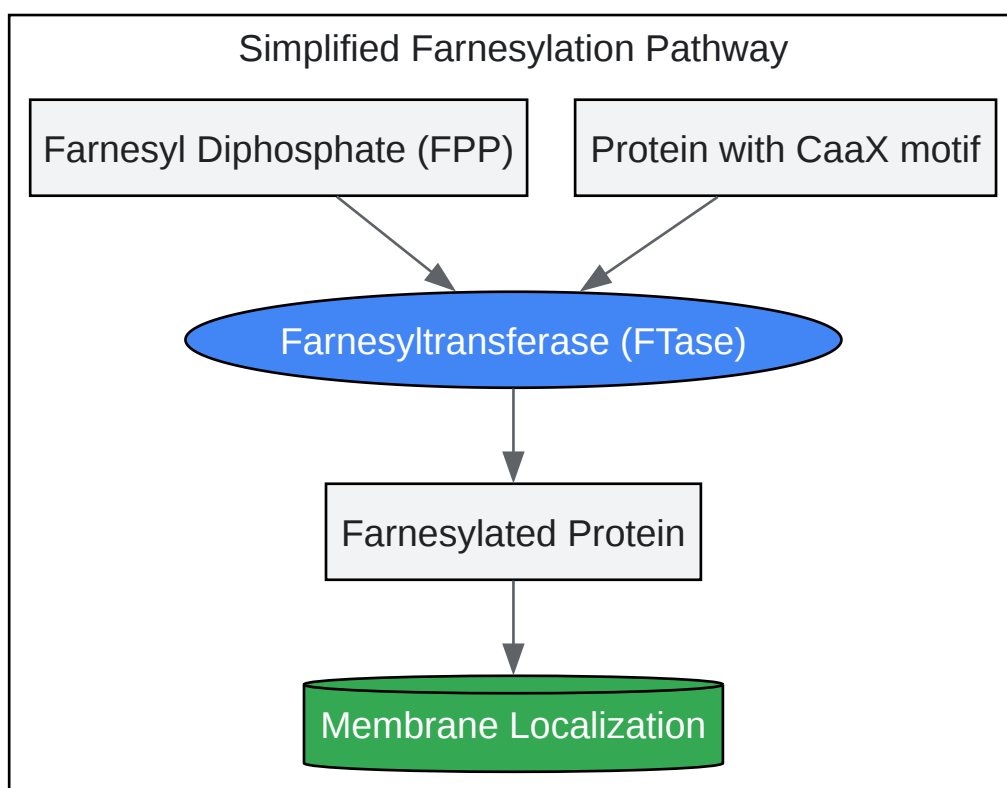 Simplified Farnesylation Pathway
Farnesyl Diphosphate (FPP)
Protein with CaaX motif
Farnesyltransferase (FTase)
Farnesylated Protein
Membrane Localization